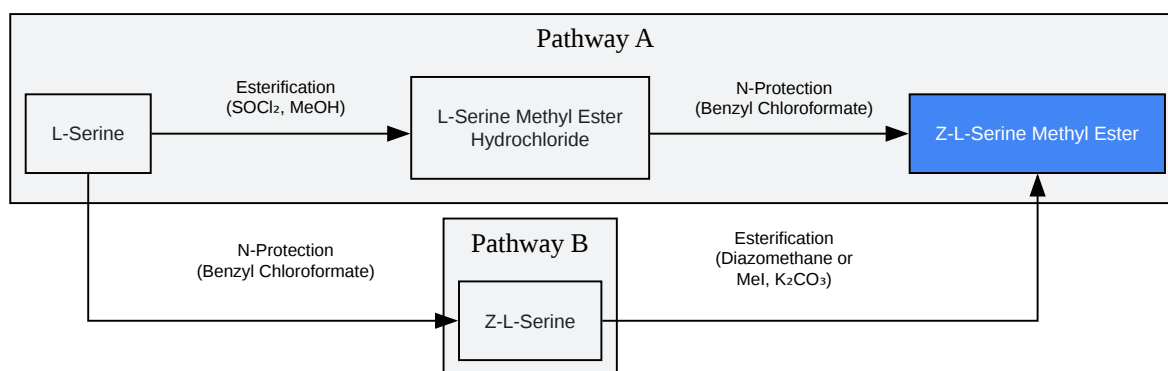 Pathway A
Esterification
(SOCl₂, MeOH)
N-Protection
(Benzyl Chloroformate)
L-Serine
L-Serine Methyl Ester
Hydrochloride
Z-L-Serine Methyl Ester
Pathway B
N-Protection
(Benzyl Chloroformate)
Esterification
(Diazomethane or
MeI, K₂CO₃)
Z-L-Serine